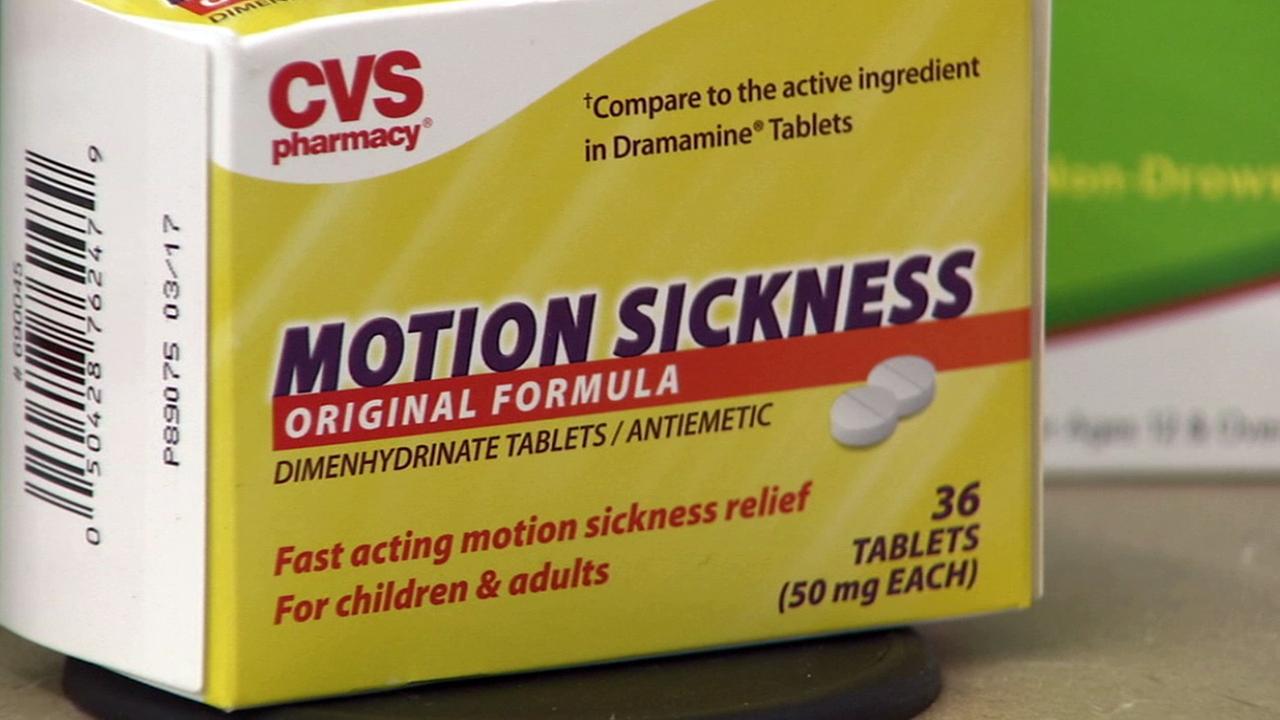 CVS
pharmacy®
†Compare to the active ingredient
in Dramamine® Tablets
MOTION SICKNESS
ORIGINAL FORMULA
DIMENHYDRINATE TABLETS / ANTIEMETIC
Fast acting motion sickness relief
For children & adults
36
TABLETS
(50 mg EACH)
# 690045
0 50428 76247 9
P89075 03/17
Ages 12 &